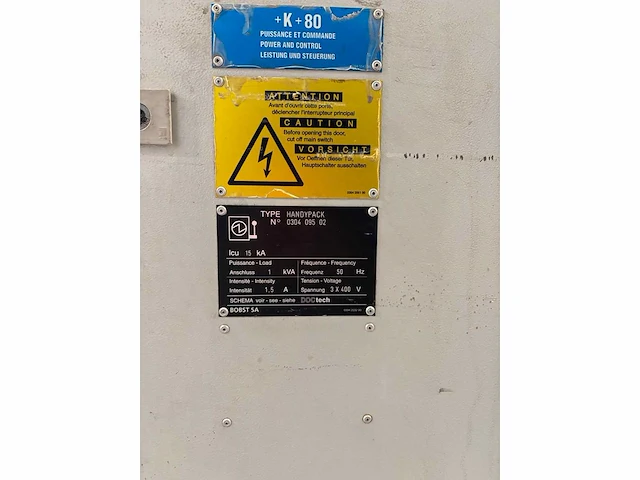 +K+80
PUISSANCE ET COMMANDE
POWER AND CONTROL
LEISTUNG UND STEUERUNG
ATTENTION
Avant d'ouvrir cette porte,
déclencher l'interrupteur principal
CAUTION
Before opening this door,
cut off main switch
VORSICHT
Vor Oeffnen dieser Tür,
Hauptschalter ausschalten
TYPE HANDYPACK
N° 0304 095 02
Icu 15 kA
Puissance - Load
Anschluss 1 kVA
Fréquence - Frequency
Frequenz 50 Hz
Intensité - Intensity
Intensität 1,5 A
Tension - Voltage
Spannung 3 X 400 V
SCHEMA voir - see - siehe DOCtech
BOBST SA